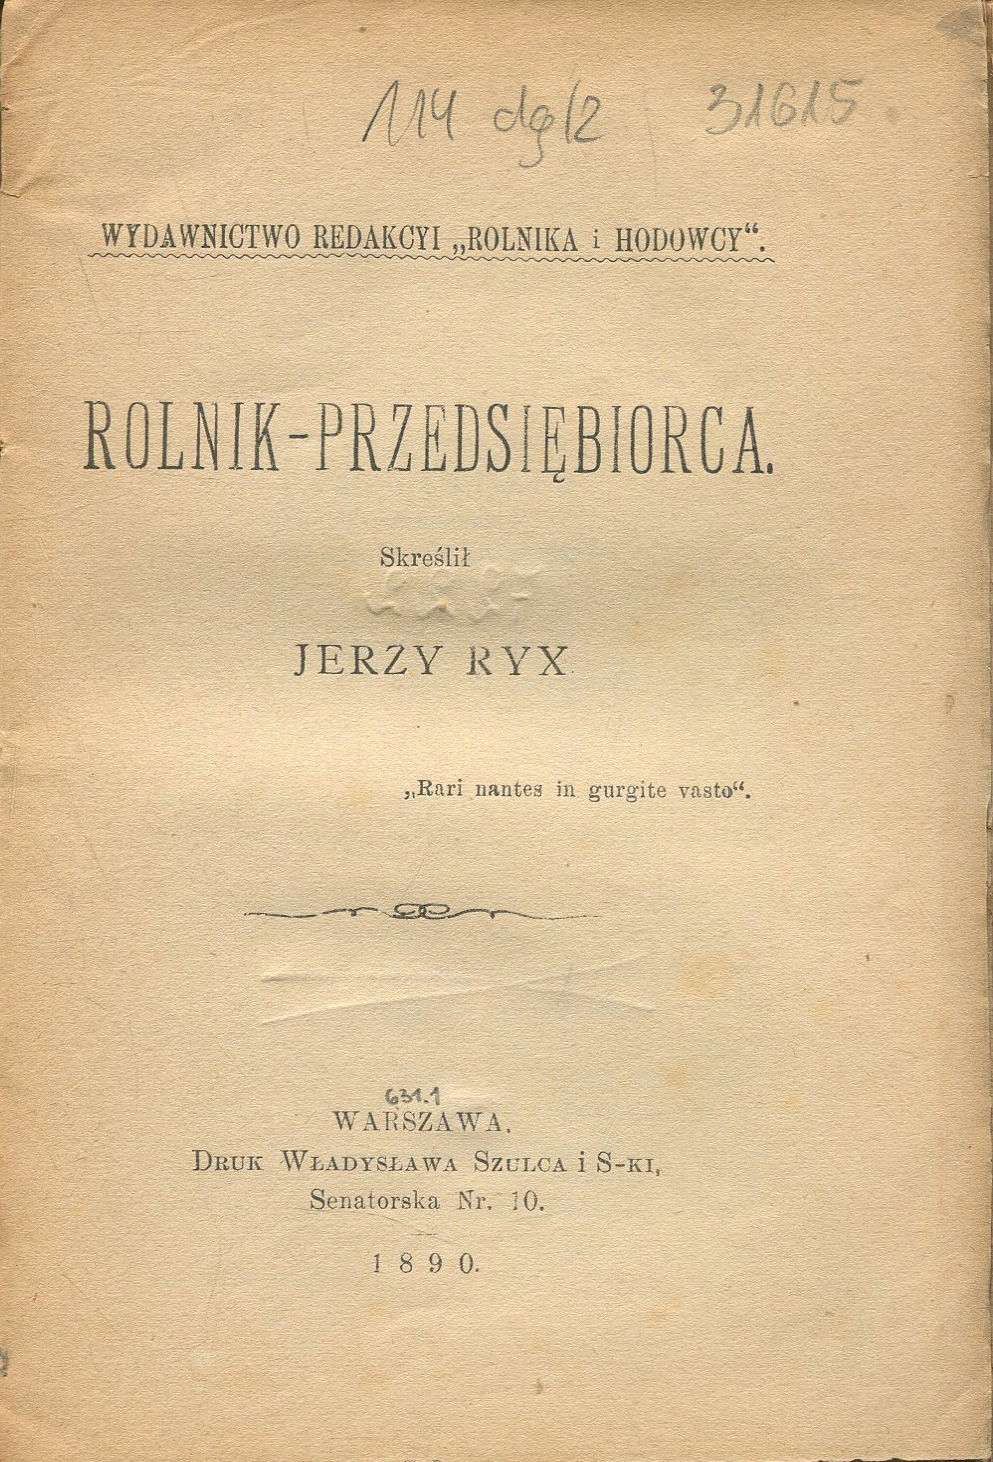 114 dg/2 31615
WYDAWNICTWO REDAKCYI „ROLNIKA i HODOWCY“.
ROLNIK-PRZEDSIĘBIORCA.
Skreślił
JERZY RYX
„Rari nantes in gurgite vasto“.
631.1
WARSZAWA.
DRUK WŁADYSŁAWA SZULCA i S-KI,
Senatorska Nr. 10.
1890.